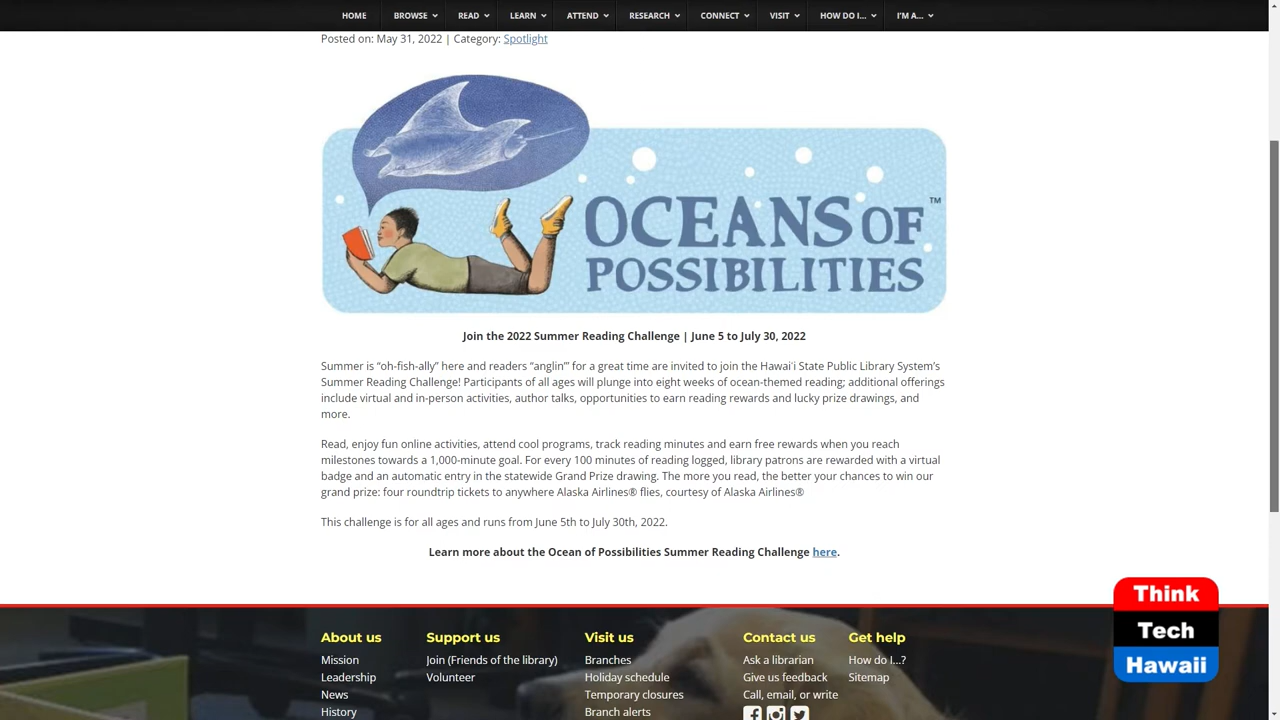 HOME BROWSE READ LEARN ATTEND RESEARCH CONNECT VISIT HOW DO I... I'M A...
Posted on: May 31, 2022 | Category: Spotlight
OCEANS OF ™
POSSIBILITIES
Join the 2022 Summer Reading Challenge | June 5 to July 30, 2022
Summer is “oh-fish-ally” here and readers “anglin’” for a great time are invited to join the Hawaiʻi State Public Library System’s
Summer Reading Challenge! Participants of all ages will plunge into eight weeks of ocean-themed reading; additional offerings
include virtual and in-person activities, author talks, opportunities to earn reading rewards and lucky prize drawings, and
more.
Read, enjoy fun online activities, attend cool programs, track reading minutes and earn free rewards when you reach
milestones towards a 1,000-minute goal. For every 100 minutes of reading logged, library patrons are rewarded with a virtual
badge and an automatic entry in the statewide Grand Prize drawing. The more you read, the better your chances to win our
grand prize: four roundtrip tickets to anywhere Alaska Airlines® flies, courtesy of Alaska Airlines®
This challenge is for all ages and runs from June 5th to July 30th, 2022.
Learn more about the Ocean of Possibilities Summer Reading Challenge here.
About us
Mission
Leadership
News
History
Support us
Join (Friends of the library)
Volunteer
Visit us
Branches
Holiday schedule
Temporary closures
Branch alerts
Contact us
Ask a librarian
Give us feedback
Call, email, or write
Get help
How do I...?
Sitemap
Think
Tech
Hawaii